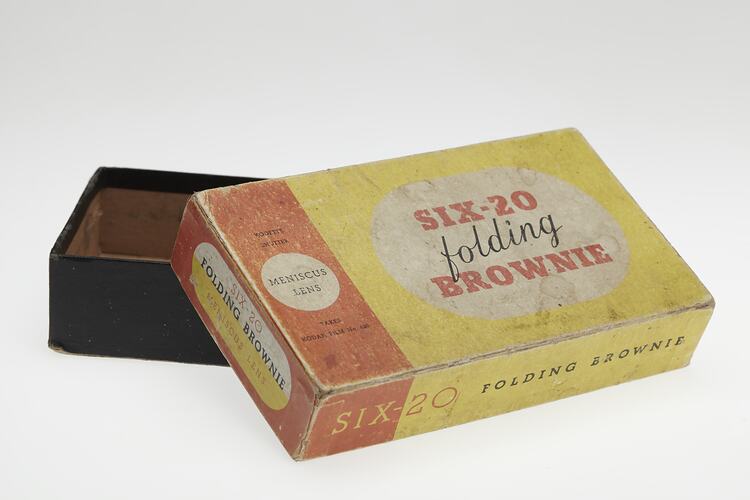 SIX-20
folding
BROWNIE
SHUTTER
MENISCUS
LENS
TAKES
KODAK FILM No. 620
SIX-20
FOLDING BROWNIE
MENISCUS LENS
SIX-20 FOLDING BROWNIE